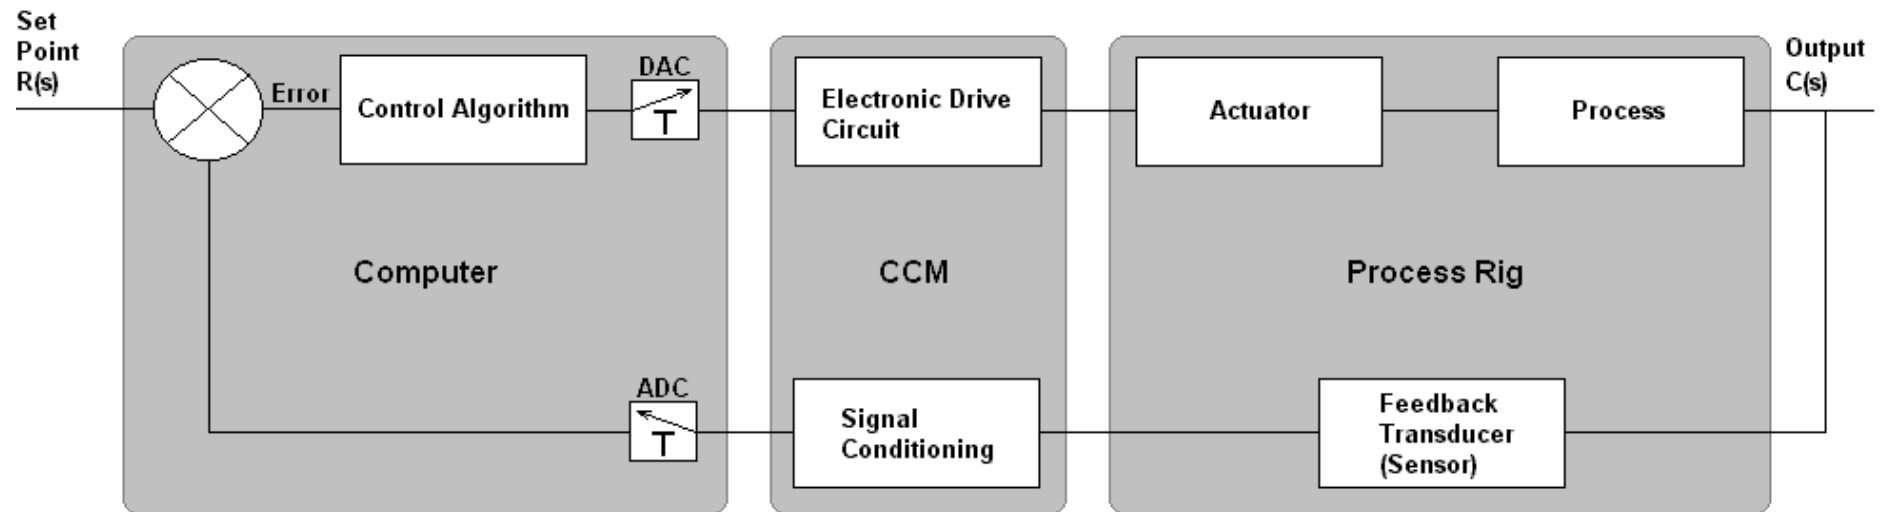 Set
Point
R(s)
Error
Control Algorithm
DAC
T
Electronic Drive
Circuit
Actuator
Process
Output
C(s)
Computer
CCM
Process Rig
ADC
T
Signal
Conditioning
Feedback
Transducer
(Sensor)